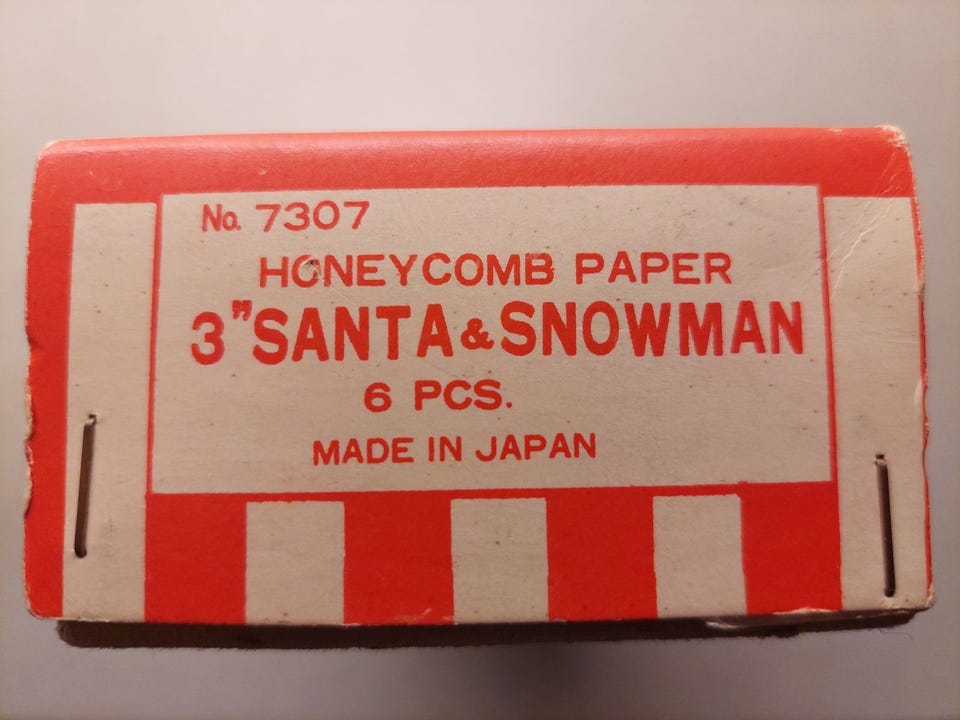 No. 7307
HONEYCOMB PAPER
3" SANTA & SNOWMAN
6 PCS.
MADE IN JAPAN